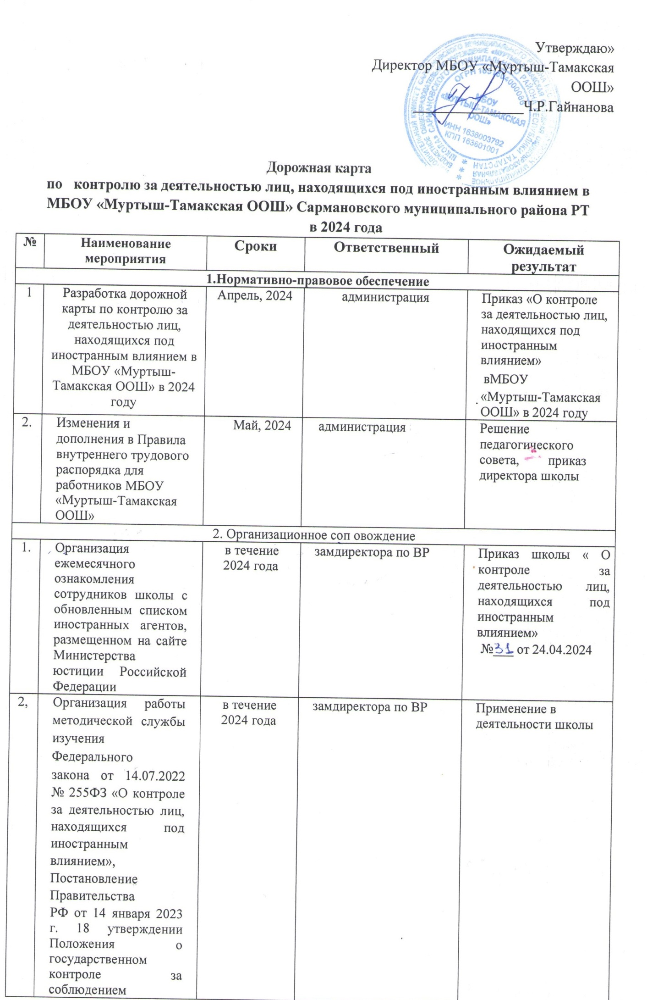 Утверждаю»
Директор МБОУ «Муртыш-Тамакская
ООШ»
Ч.Р.Гайнанова
ОГРН
МБОУ
«МУРТЫШ-ТАМАКСКАЯ
ООШ»
ИНН 1636003792
КПП 163601001
Дорожная карта
по контролю за деятельностью лиц, находящихся под иностранным влиянием в
МБОУ «Муртыш-Тамакская ООШ» Сармановского муниципального района РТ
в 2024 года
№
Наименование
мероприятия
Сроки
Ответственный
Ожидаемый
результат
1.Нормативно-правовое обеспечение
1
Разработка дорожной
карты по контролю за
деятельностью лиц,
находящихся под
иностранным влиянием в
МБОУ «Муртыш-
Тамакская ООШ» в 2024
году
Апрель, 2024
администрация
Приказ «О контроле
за деятельностью лиц,
находящихся под
иностранным
влиянием»
вМБОУ
«Муртыш-Тамакская
ООШ» в 2024 году
2.
Изменения и
дополнения в Правила
внутреннего трудового
распорядка для
работников МБОУ
«Муртыш-Тамакская
ООШ»
Май, 2024
администрация
Решение
педагогического
совета, приказ
директора школы
2. Организационное соп овождение
1.
Организация
ежемесячного
ознакомления
сотрудников школы с
обновленным списком
иностранных агентов,
размещенном на сайте
Министерства
юстиции Российской
Федерации
в течение
2024 года
замдиректора по ВР
Приказ школы « О
контроле за
деятельностью лиц,
находящихся под
иностранным
влиянием»
№31 от 24.04.2024
2,
Организация работы
методической службы
изучения
Федерального
закона от 14.07.2022
№ 255ФЗ «О контроле
за деятельностью лиц,
находящихся под
иностранным
влиянием»,
Постановление
Правительства
РФ от 14 января 2023
г. 18 утверждении
Положения о
государственном
контроле за
соблюдением
в течение
2024 года
замдиректора по ВР
Применение в
деятельности школы